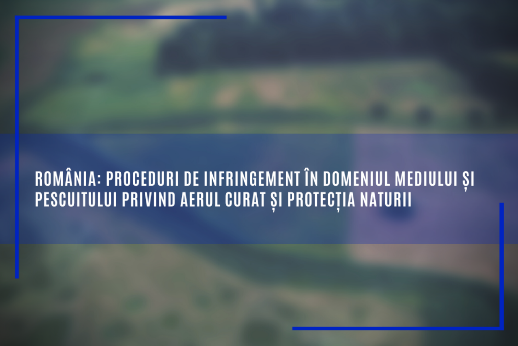 ROMÂNIA: PROCEDURI DE INFRINGEMENT ÎN DOMENIUL MEDIULUI ȘI
PESCUITULUI PRIVIND AERUL CURAT ȘI PROTECȚIA NATURII